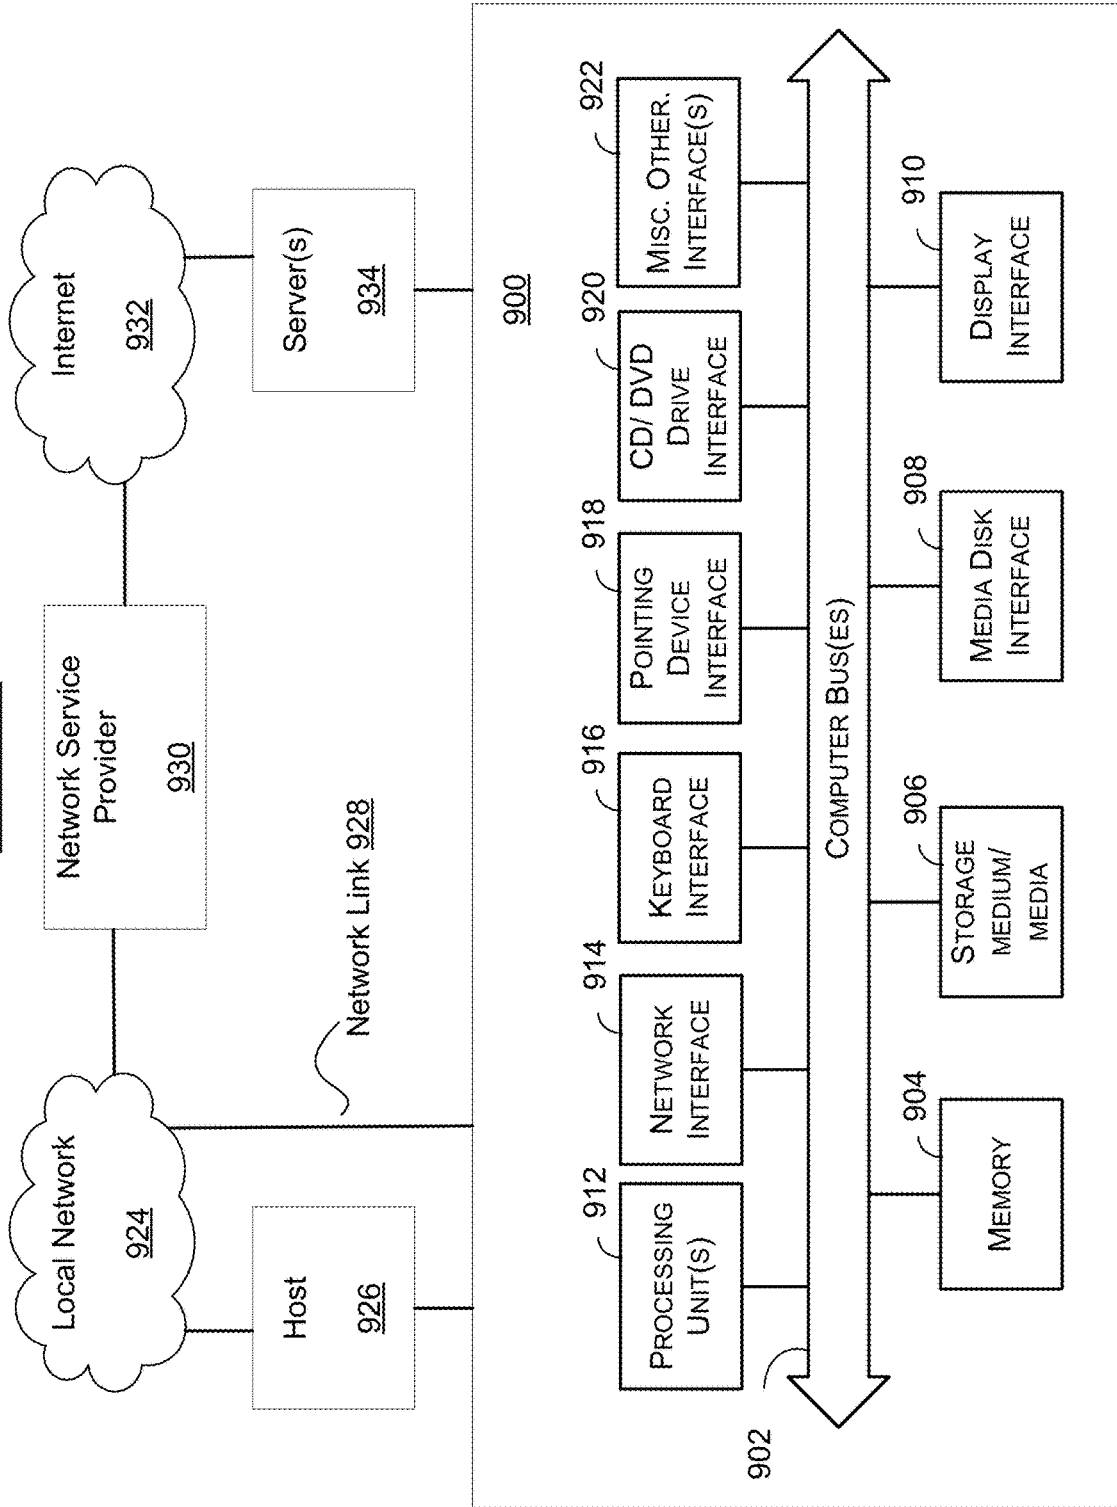 Local Network
924
Network Service
Provider
930
Internet
932
Host
926
Network Link 928
Server(s)
934
900
912
914
916
918
920
922
PROCESSING
UNIT(S)
NETWORK
INTERFACE
KEYBOARD
INTERFACE
POINTING
DEVICE
INTERFACE
CD/ DVD
DRIVE
INTERFACE
MISC. OTHER.
INTERFACE(S)
902
COMPUTER BUS(ES)
904
906
908
910
MEMORY
STORAGE
MEDIUM/
MEDIA
MEDIA DISK
INTERFACE
DISPLAY
INTERFACE